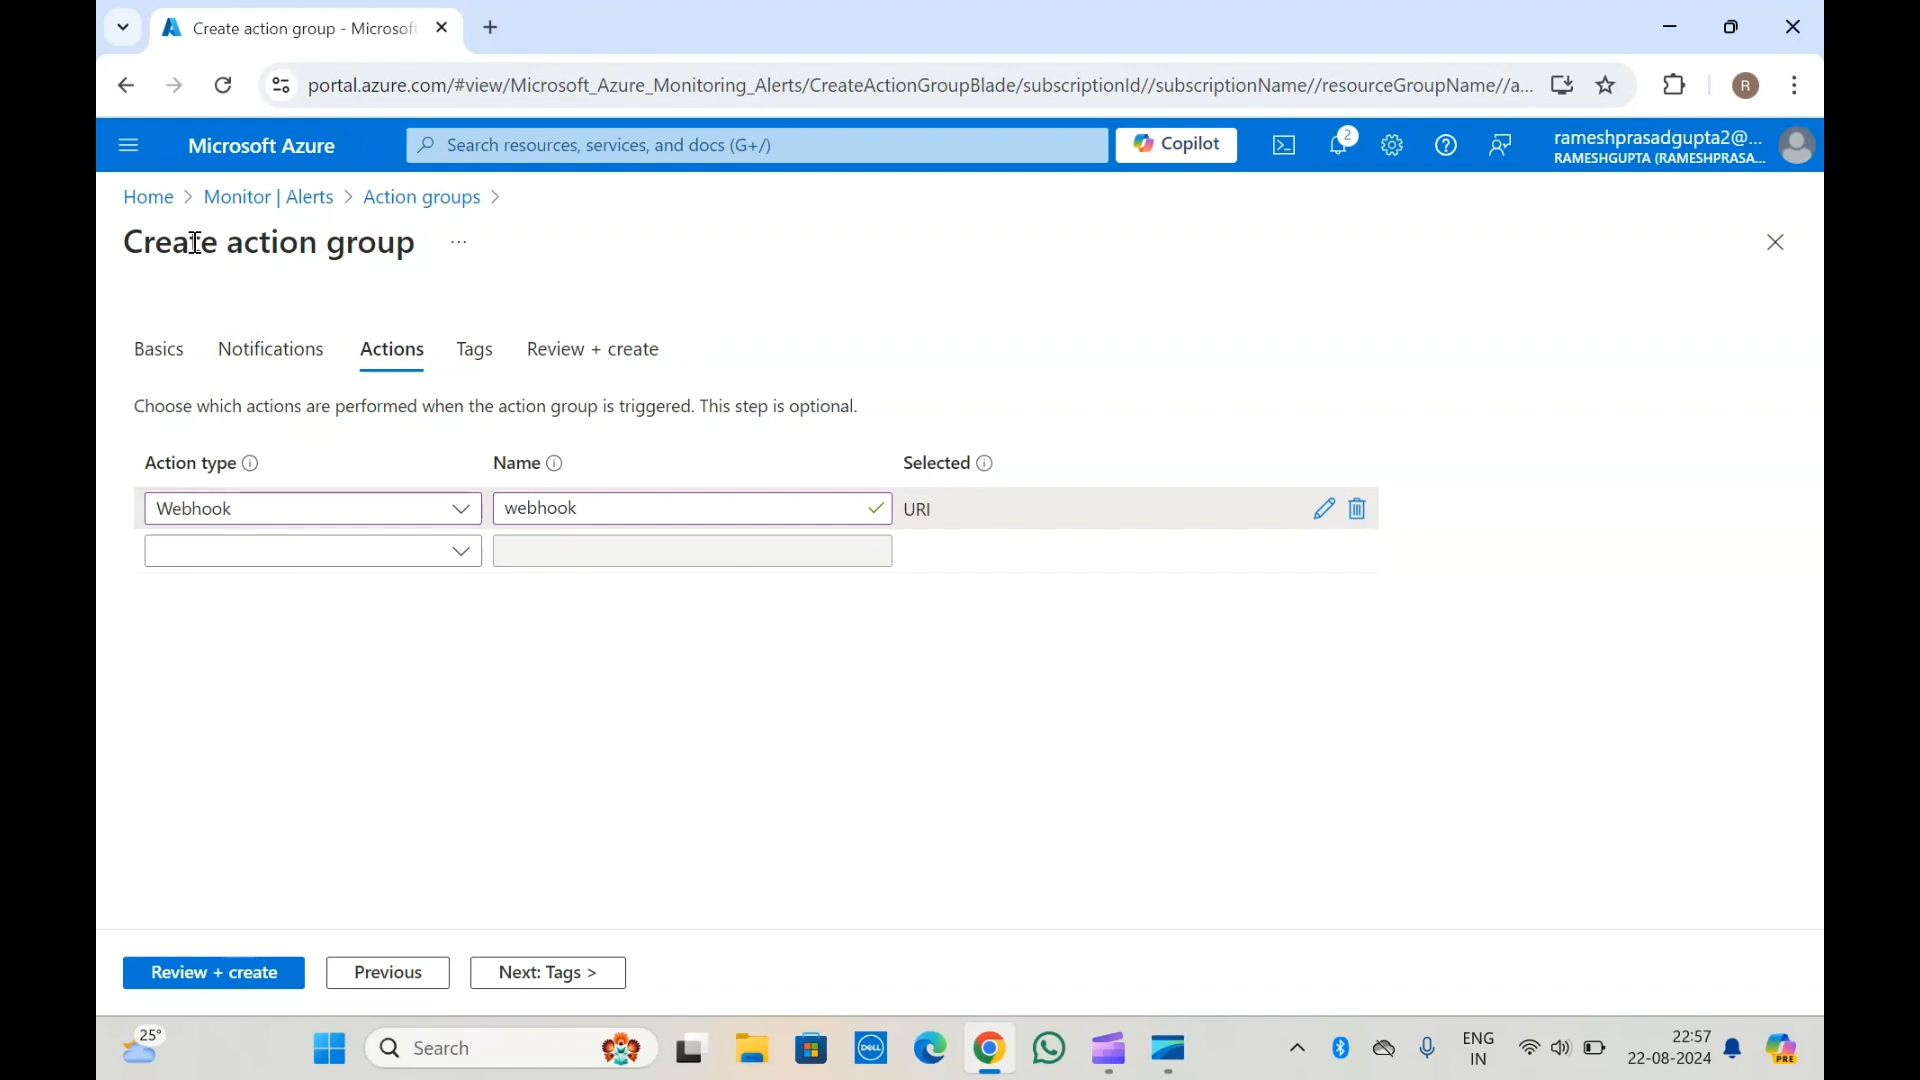 Create action group - Microsof
portal.azure.com/#view/Microsoft_Azure_Monitoring_Alerts/CreateActionGroupBlade/subscriptionId//subscriptionName//resourceGroupName//a...
R
Microsoft Azure
Search resources, services, and docs (G+/)
Copilot
2
rameshprasadgupta2@...
RAMESHGUPTA (RAMESHPRASA...
Home > Monitor | Alerts > Action groups >
Create action group ...
Basics Notifications Actions Tags Review + create
Choose which actions are performed when the action group is triggered. This step is optional.
Action type Name Selected
Webhook webhook URI
Review + create Previous Next: Tags >
25°
Search
DELL
PRE
ENG
IN
22:57
22-08-2024